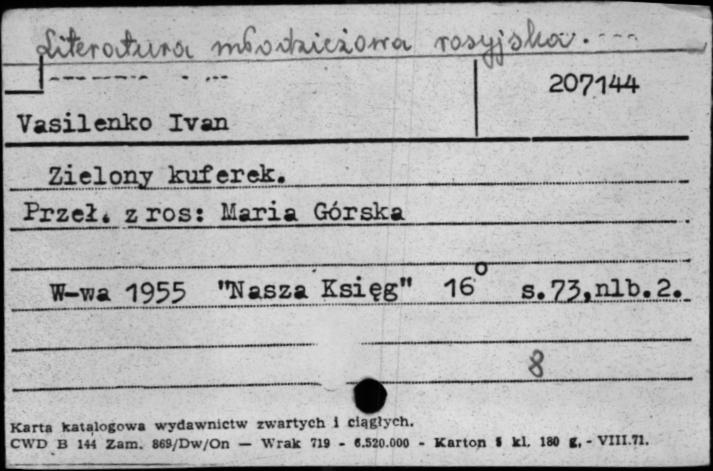 Literatura młodzieżowa rosyjska.
207144
Vasilenko Ivan
Zielony kuferek.
Przeł. z ros: Maria Górska
W-wa 1955 "Nasza Księg" 16° s.73,nlb.2.
8
Karta katalogowa wydawnictw zwartych i ciągłych.
CWD B 144 Zam. 869/Dw/On — Wrak 719 - 6.520.000 - Karton kl. 180 g. - VIII.71.